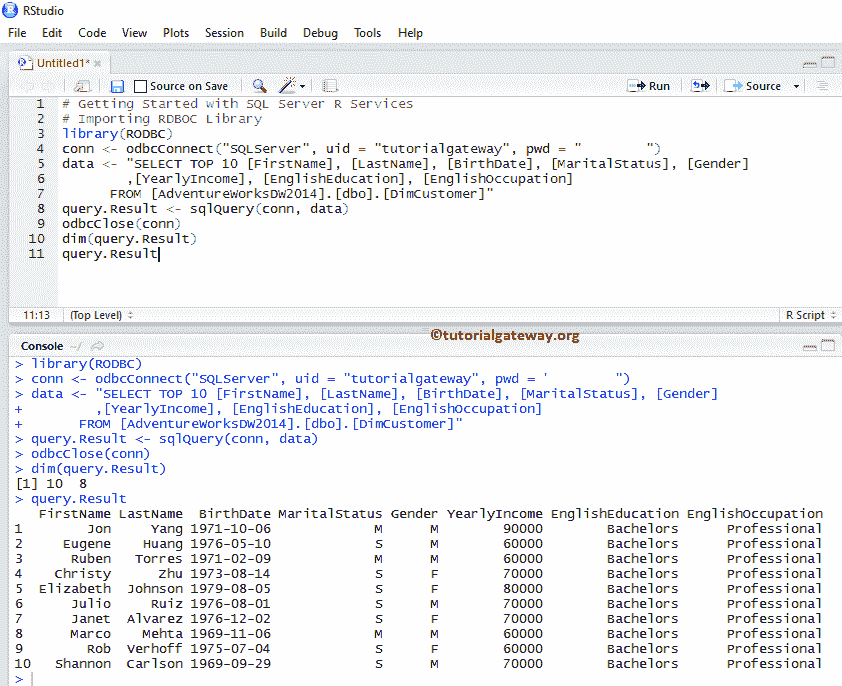 RStudio
File Edit Code View Plots Session Build Debug Tools Help
Untitled1*
Source on Save Run Source
1 # Getting Started with SQL Server R Services
2 # Importing RDBOC Library
3 library(RODBC)
4 conn <- odbcConnect("SQLServer", uid = "tutorialgateway", pwd = " ")
5 data <- "SELECT TOP 10 [FirstName], [LastName], [BirthDate], [MaritalStatus], [Gender]
6 ,[YearlyIncome], [EnglishEducation], [EnglishOccupation]
7 FROM [AdventureWorksDW2014].[dbo].[DimCustomer]"
8 query.Result <- sqlQuery(conn, data)
9 odbcClose(conn)
10 dim(query.Result)
11 query.Result
11:13 (Top Level) R Script
©tutorialgateway.org
Console ~/
> library(RODBC)
> conn <- odbcConnect("SQLServer", uid = "tutorialgateway", pwd = ' ")
> data <- "SELECT TOP 10 [FirstName], [LastName], [BirthDate], [MaritalStatus], [Gender]
+ ,[YearlyIncome], [EnglishEducation], [EnglishOccupation]
+ FROM [AdventureWorksDW2014].[dbo].[DimCustomer]"
> query.Result <- sqlQuery(conn, data)
> odbcClose(conn)
> dim(query.Result)
[1] 10 8
> query.Result
FirstName LastName BirthDate MaritalStatus Gender YearlyIncome EnglishEducation EnglishOccupation
1 Jon Yang 1971-10-06 M M 90000 Bachelors Professional
2 Eugene Huang 1976-05-10 S M 60000 Bachelors Professional
3 Ruben Torres 1971-02-09 M M 60000 Bachelors Professional
4 Christy Zhu 1973-08-14 S F 70000 Bachelors Professional
5 Elizabeth Johnson 1979-08-05 S F 80000 Bachelors Professional
6 Julio Ruiz 1976-08-01 S M 70000 Bachelors Professional
7 Janet Alvarez 1976-12-02 S F 70000 Bachelors Professional
8 Marco Mehta 1969-11-06 M M 60000 Bachelors Professional
9 Rob Verhoff 1975-07-04 S F 60000 Bachelors Professional
10 Shannon Carlson 1969-09-29 S M 70000 Bachelors Professional
>